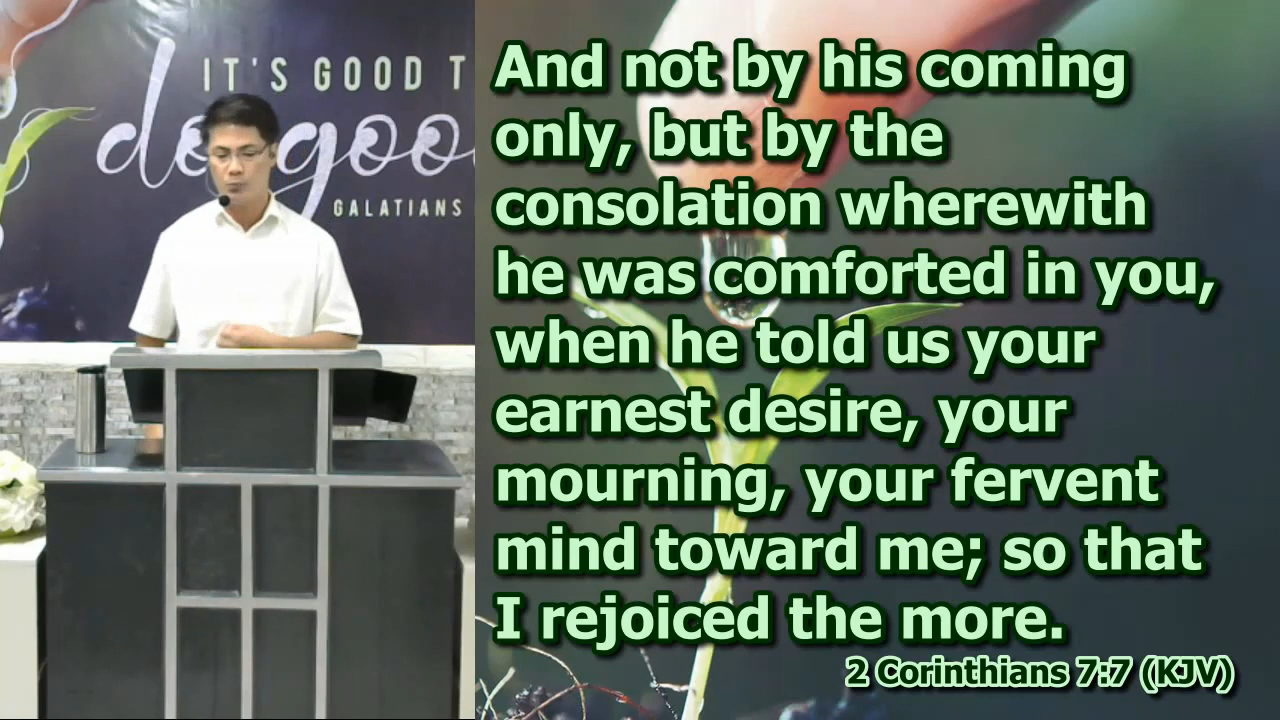 IT'S GOOD T
do goo
GALATIANS
And not by his coming
only, but by the
consolation wherewith
he was comforted in you,
when he told us your
earnest desire, your
mourning, your fervent
mind toward me; so that
I rejoiced the more.
2 Corinthians 7:7 (KJV)